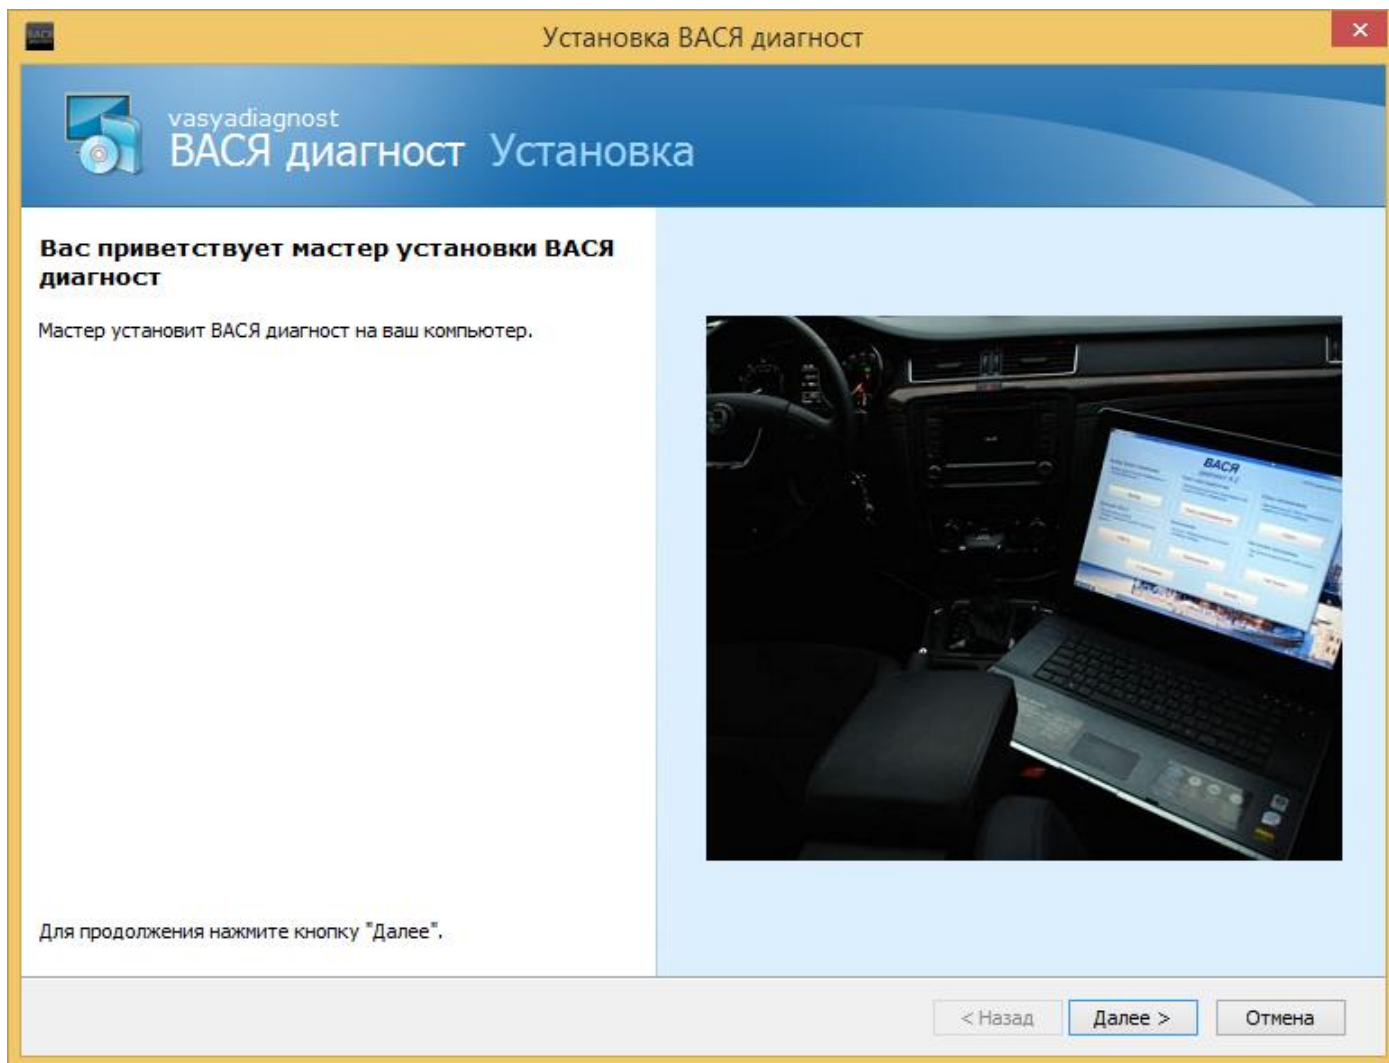 Установка ВАСЯ диагност
vasyadiagnost
ВАСЯ диагност Установка
Вас приветствует мастер установки ВАСЯ
диагност
Мастер установит ВАСЯ диагност на ваш компьютер.
ВАСЯ
Для продолжения нажмите кнопку "Далее".
< Назад
Далее >
Отмена